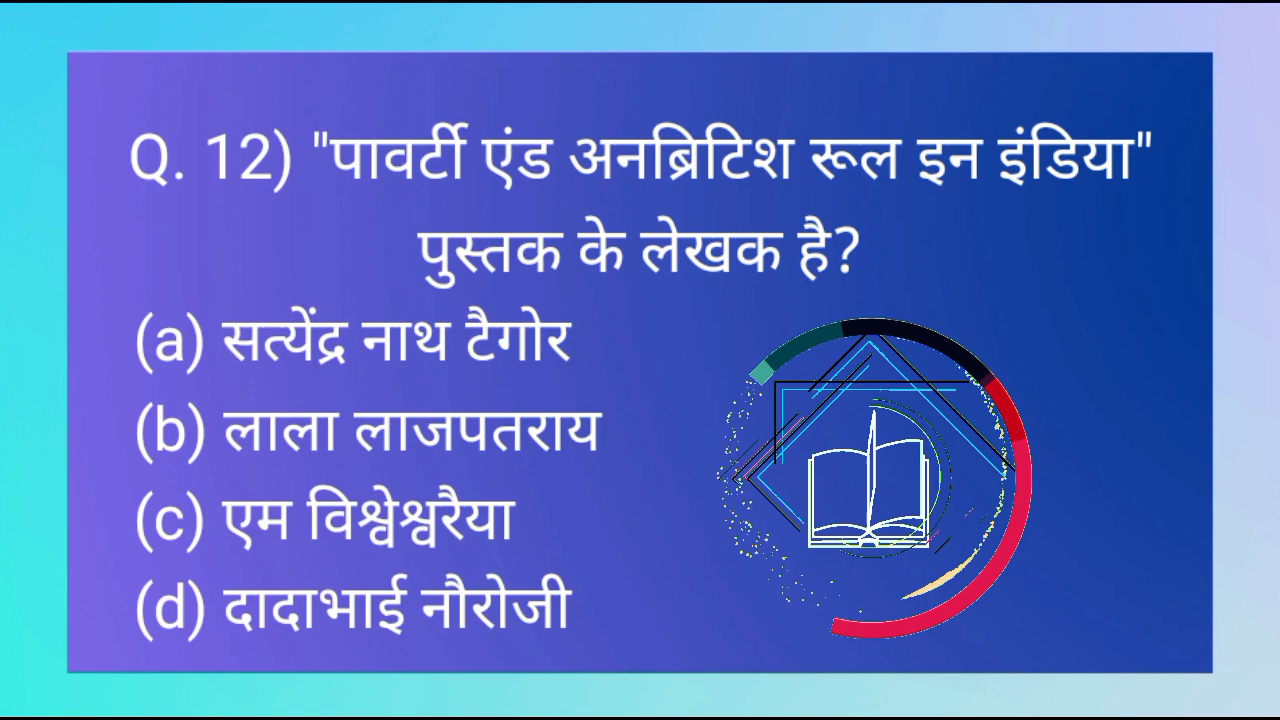 Q. 12) "पावर्टी एंड अनब्रिटिश रूल इन इंडिया"
पुस्तक के लेखक है?
(a) सत्येंद्र नाथ टैगोर
(b) लाला लाजपतराय
(c) एम विश्वेश्वरैया
(d) दादाभाई नौरोजी